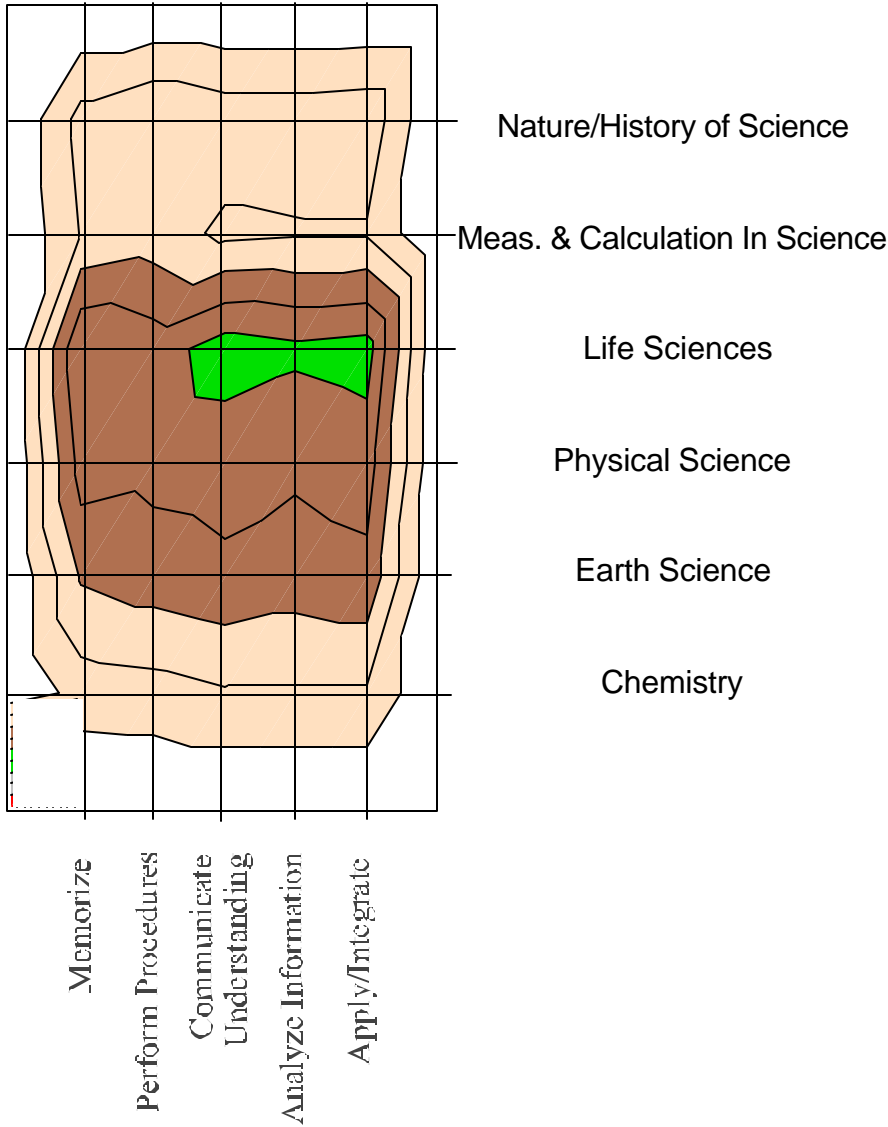 Nature/History of Science
Meas. & Calculation In Science
Life Sciences
Physical Science
Earth Science
Chemistry
Memorize
Perform Procedures
Communicate
Understanding
Analyze Information
Apply/Integrate